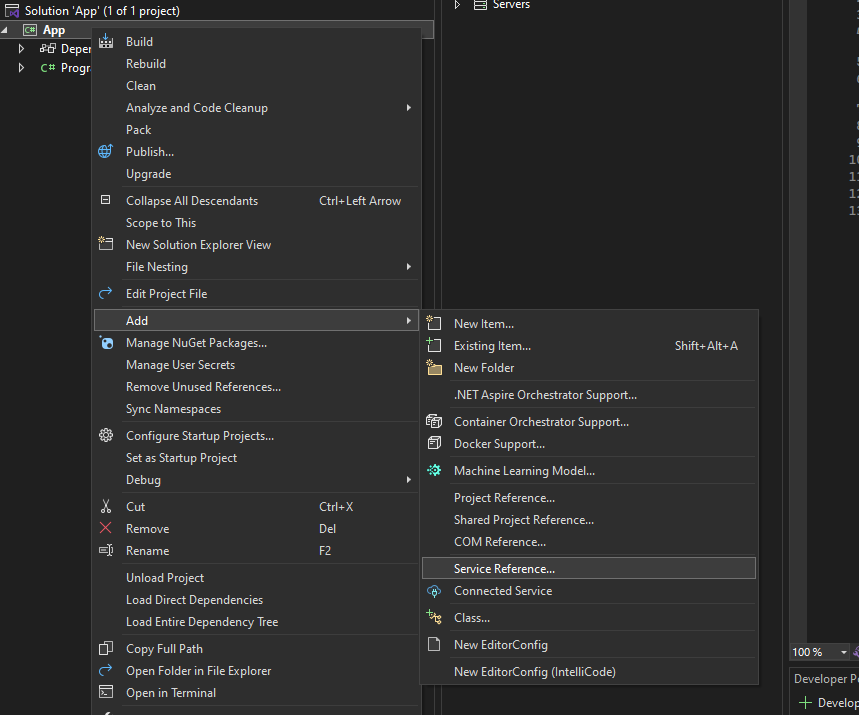 Solution 'App' (1 of 1 project)
App
Servers
Build
Rebuild
Clean
Analyze and Code Cleanup
Pack
Publish...
Upgrade
Collapse All Descendants Ctrl+Left Arrow
Scope to This
New Solution Explorer View
File Nesting
Edit Project File
Add
Manage NuGet Packages...
Manage User Secrets
Remove Unused References...
Sync Namespaces
Configure Startup Projects...
Set as Startup Project
Debug
Cut Ctrl+X
Remove Del
Rename F2
Unload Project
Load Direct Dependencies
Load Entire Dependency Tree
Copy Full Path
Open Folder in File Explorer
Open in Terminal
New Item...
Existing Item... Shift+Alt+A
New Folder
.NET Aspire Orchestrator Support...
Container Orchestrator Support...
Docker Support...
Machine Learning Model...
Project Reference...
Shared Project Reference...
COM Reference...
Service Reference...
Connected Service
Class...
New EditorConfig
New EditorConfig (IntelliCode)
100 %
Developer